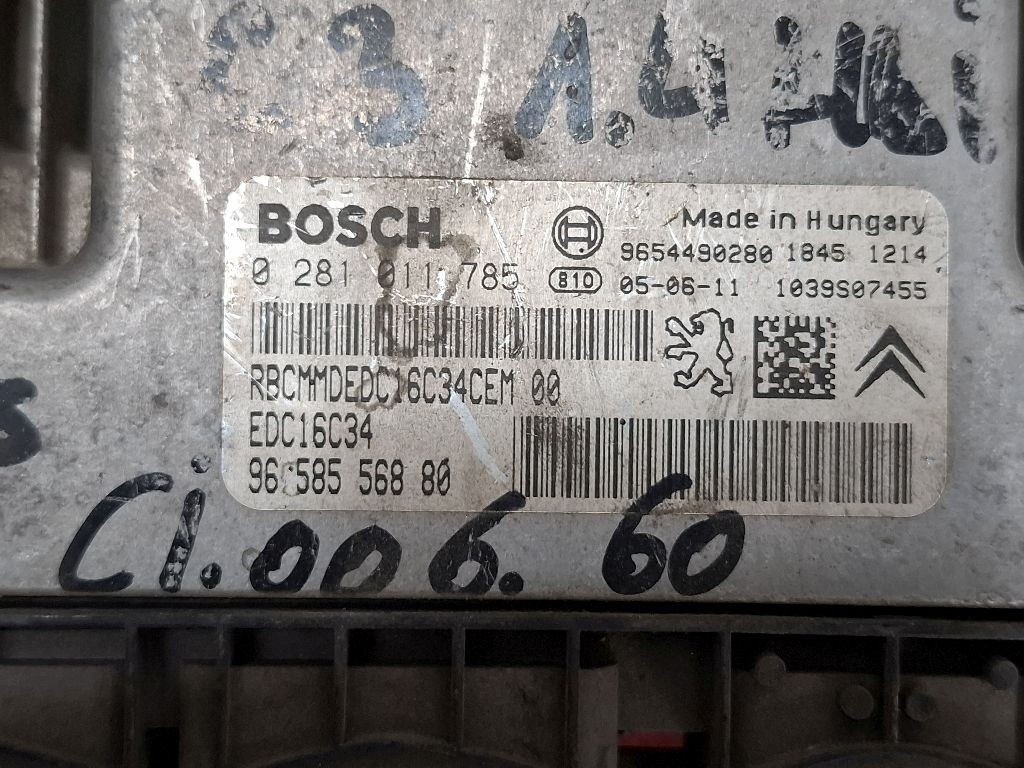 C3 1.4 HDi
BOSCH
Made in Hungary
9654490280 1845 1214
0 281 011 785
810 05-06-11 1039S07455
RBCMMDEDC16C34CEM 00
EDC16C34
96 585 568 80
CI.006.60